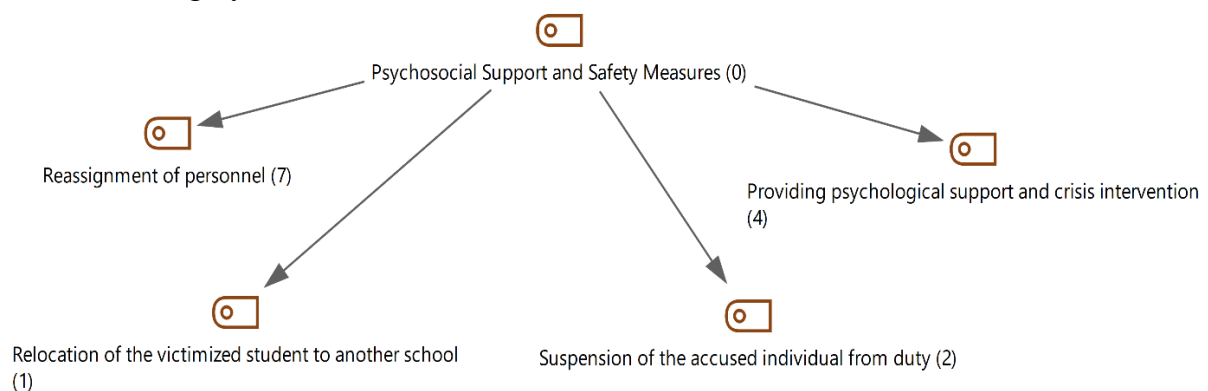 Psychosocial Support and Safety Measures (0)
Reassignment of personnel (7)
Providing psychological support and crisis intervention
(4)
Relocation of the victimized student to another school
(1)
Suspension of the accused individual from duty (2)